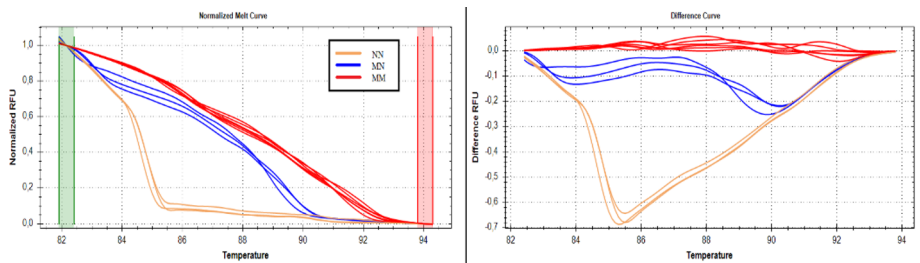 Normalized Melt Curve
Normalized RFU
1,0
0,8
0,6
0,4
0,2
0,0
NN
MN
MM
82 84 86 88 90 92 94
Temperature
Difference Curve
Difference RFU
0,0
-0,1
-0,2
-0,3
-0,4
-0,5
-0,6
-0,7
82 84 86 88 90 92 94
Temperature